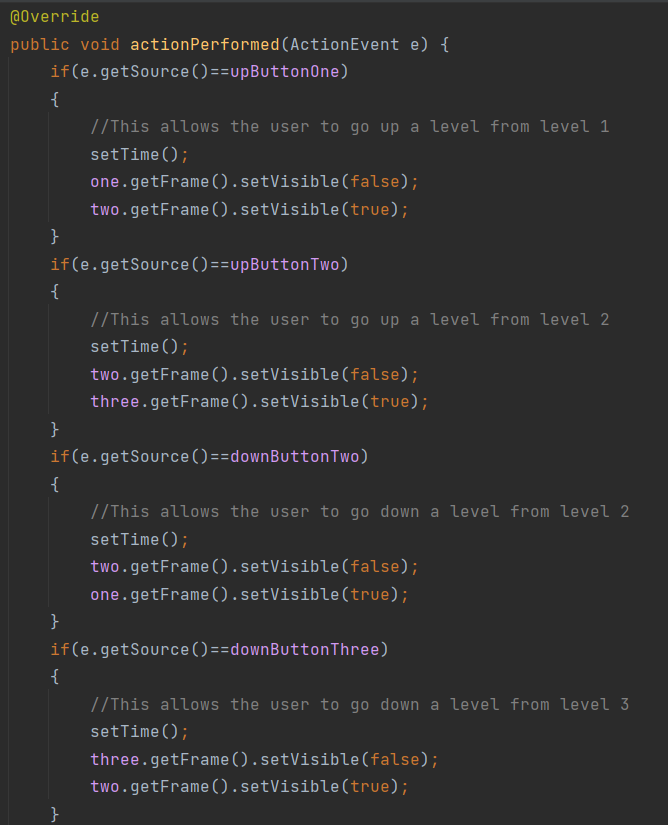 @Override
public void actionPerformed(ActionEvent e) {
    if(e.getSource()==upButtonOne)
    {
        //This allows the user to go up a level from level 1
        setTime();
        one.getFrame().setVisible(false);
        two.getFrame().setVisible(true);
    }
    if(e.getSource()==upButtonTwo)
    {
        //This allows the user to go up a level from level 2
        setTime();
        two.getFrame().setVisible(false);
        three.getFrame().setVisible(true);
    }
    if(e.getSource()==downButtonTwo)
    {
        //This allows the user to go down a level from level 2
        setTime();
        two.getFrame().setVisible(false);
        one.getFrame().setVisible(true);
    }
    if(e.getSource()==downButtonThree)
    {
        //This allows the user to go down a level from level 3
        setTime();
        three.getFrame().setVisible(false);
        two.getFrame().setVisible(true);
    }